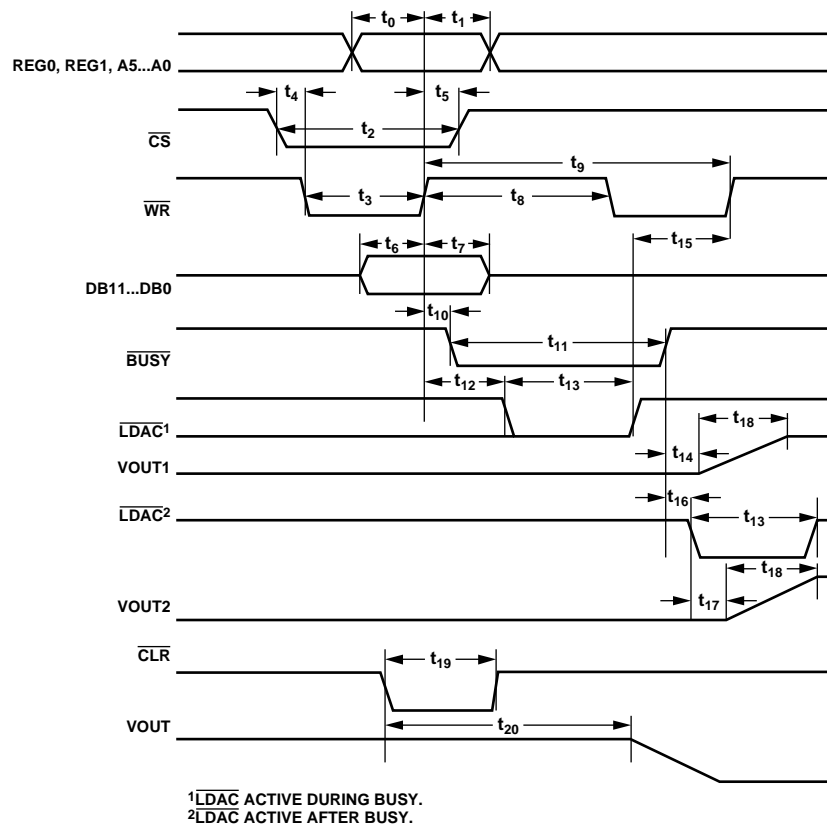 t0 t1
REG0, REG1, A5...A0
t4 t5
t2
CS
t9
WR
t3 t8
t15
t6 t7
DB11...DB0
t10
t11
BUSY
t12 t13
LDAC1
t18
t14
VOUT1
t16
LDAC2
t13
t18
t17
VOUT2
CLR
t19
t20
VOUT
1LDAC ACTIVE DURING BUSY.
2LDAC ACTIVE AFTER BUSY.